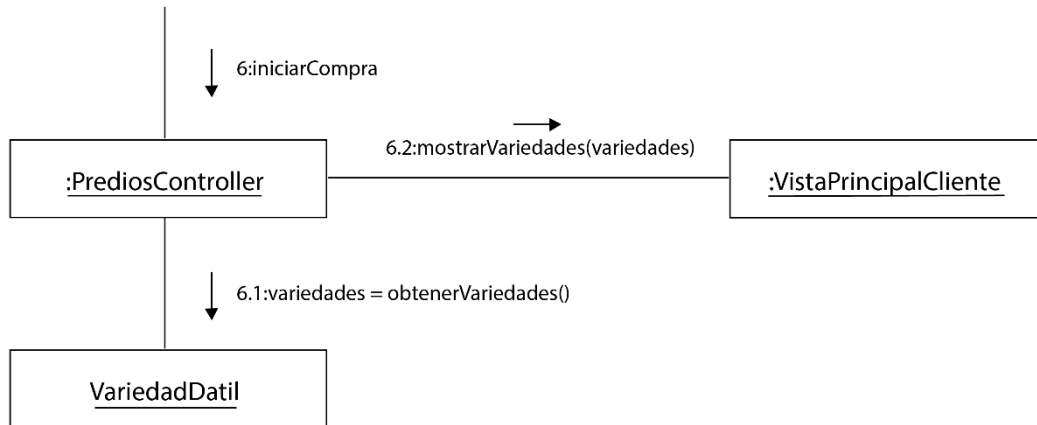 6:iniciarCompra
6.2:mostrarVariedades(variedades)
:PrediosController
:VistaPrincipalCliente
6.1:variedades = obtenerVariedades()
VariedadDatil